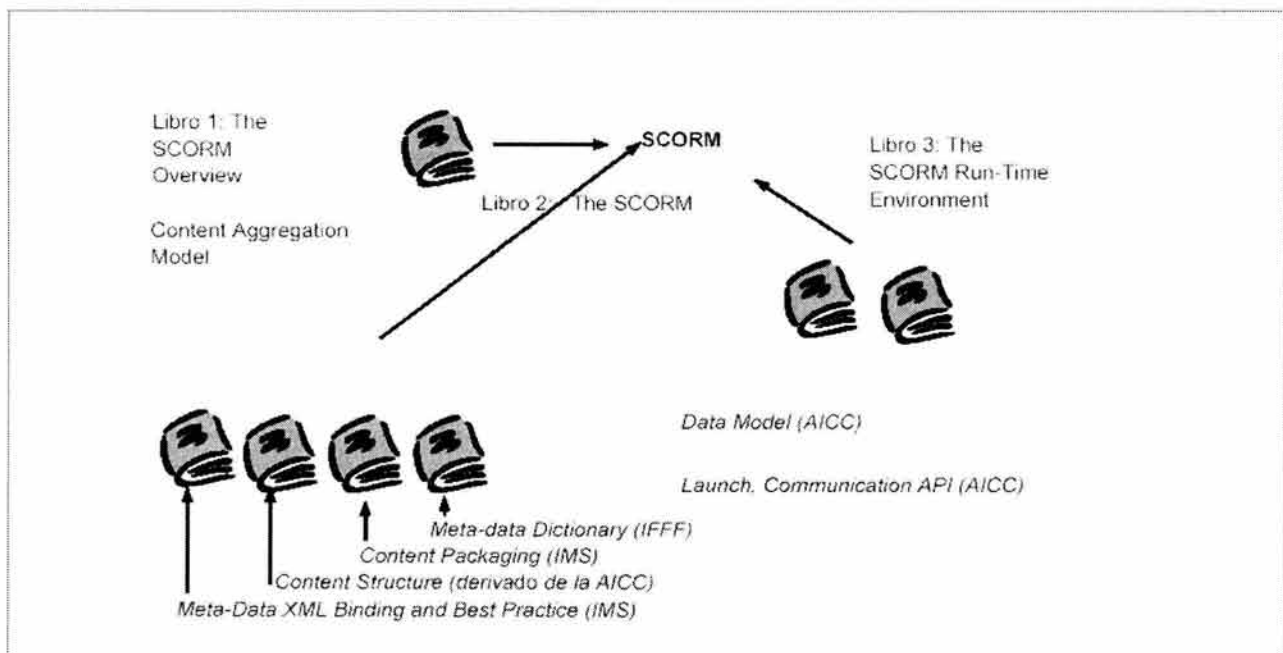 Libro 1: The
SCORM
Overview
Content Aggregation
Model
SCORM
Libro 2: The SCORM
Libro 3: The
SCORM Run-Time
Environment
Data Model (AICC)
Launch, Communication API (AICC)
Meta-data Dictionary (IFFF)
Content Packaging (IMS)
Content Structure (derivado de la AICC)
Meta-Data XML Binding and Best Practice (IMS)